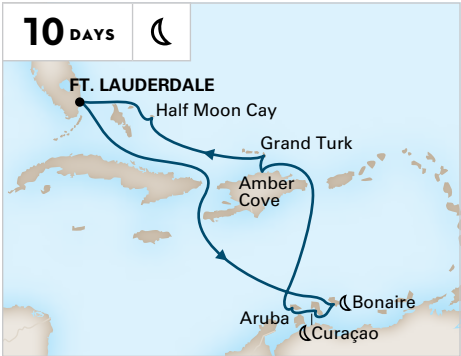 10 DAYS
FT. LAUDERDALE
Half Moon Cay
Grand Turk
Amber
Cove
Bonaire
Aruba
Curaçao